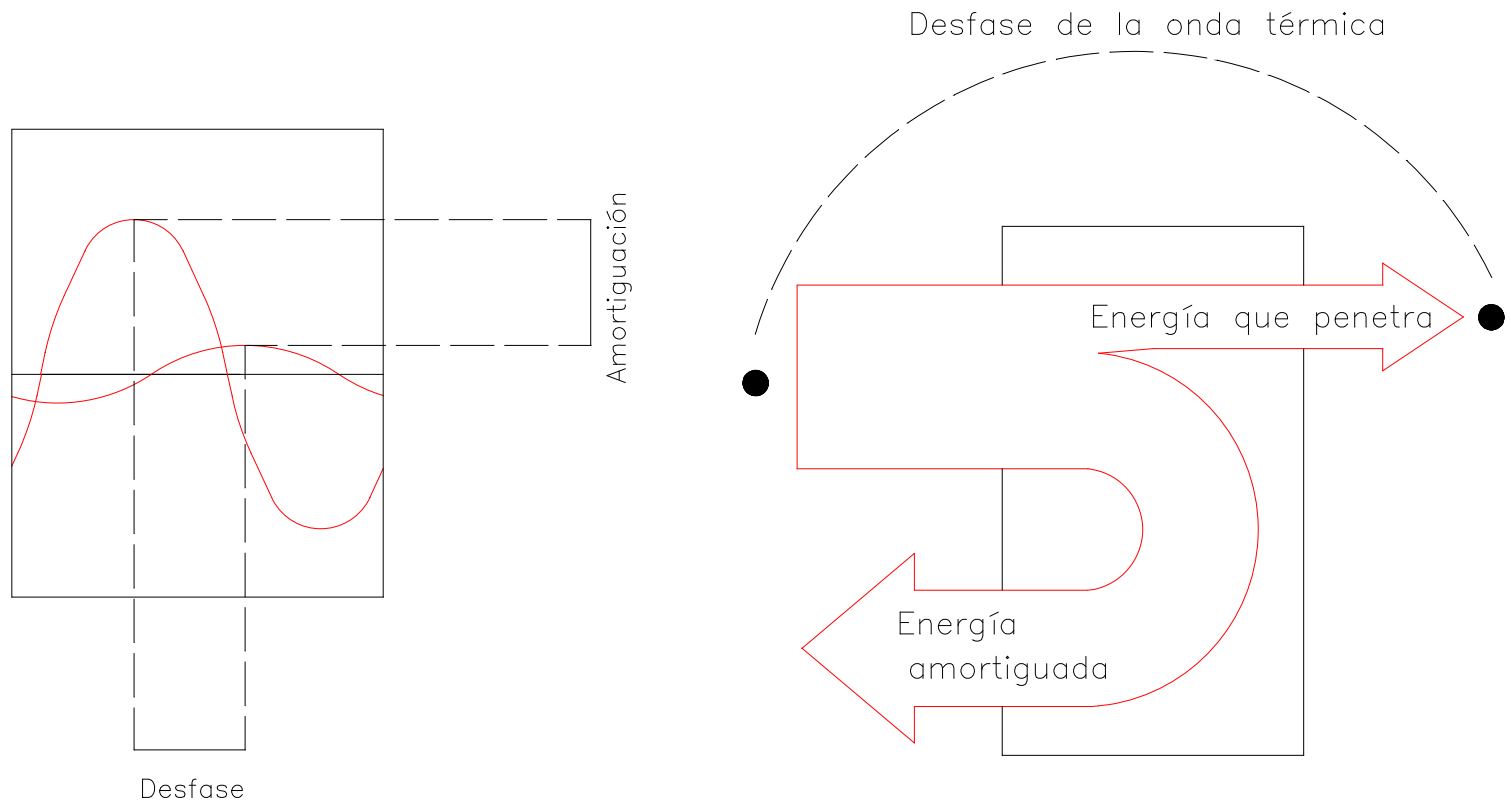 Desfase de la onda térmica
Amortiguación
Energía que penetra
Energía
amortiguada
Desfase